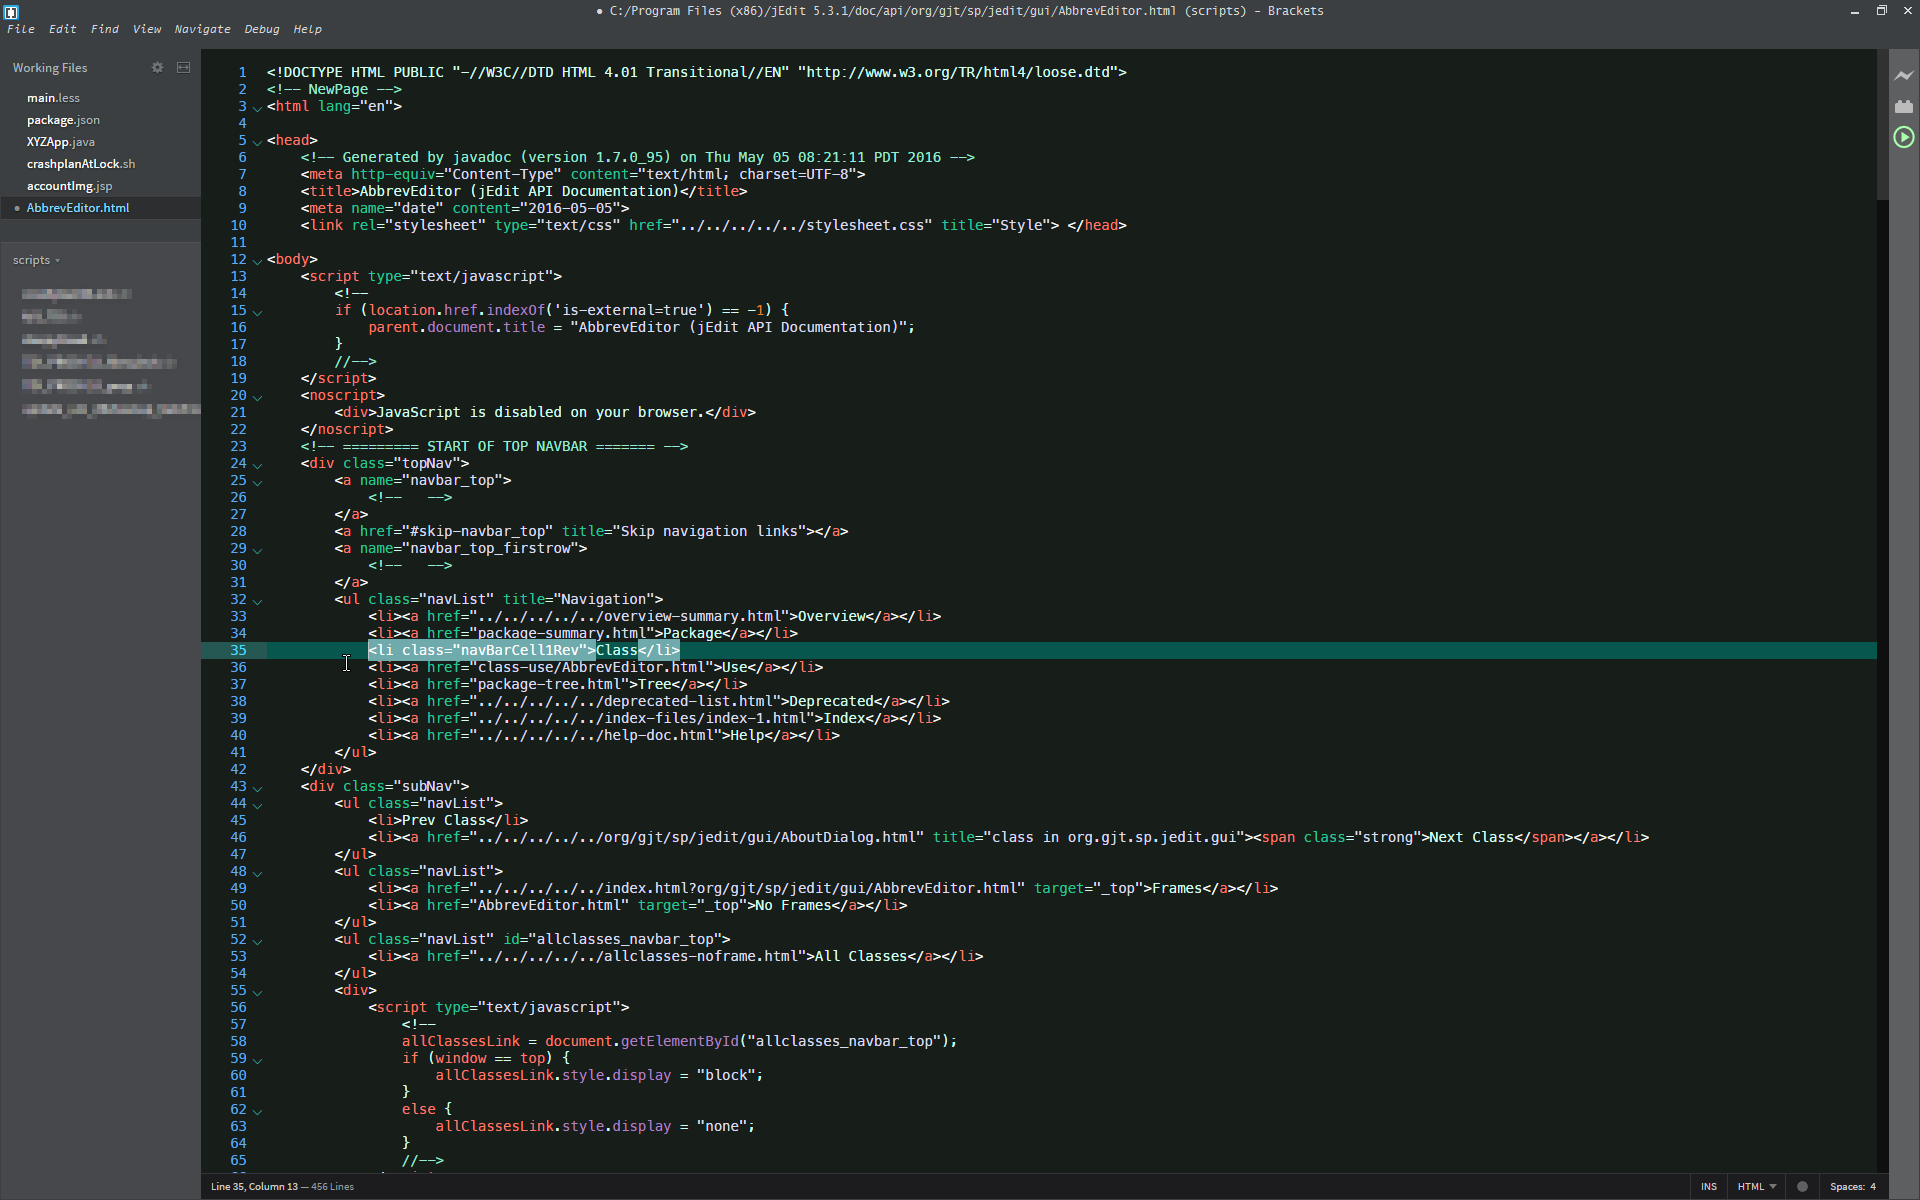 ● C:/Program Files (x86)/jEdit 5.3.1/doc/api/org/gjt/sp/jedit/gui/AbbrevEditor.html (scripts) - Brackets
File Edit Find View Navigate Debug Help
Working Files
main.less
package.json
XYZApp.java
crashplanAtLock.sh
accountImg.jsp
AbbrevEditor.html
scripts
1 <!DOCTYPE HTML PUBLIC "-//W3C//DTD HTML 4.01 Transitional//EN" "http://www.w3.org/TR/html4/loose.dtd">
2 <!-- NewPage -->
3 <html lang="en">
4
5 <head>
6     <!-- Generated by javadoc (version 1.7.0_95) on Thu May 05 08:21:11 PDT 2016 -->
7     <meta http-equiv="Content-Type" content="text/html; charset=UTF-8">
8     <title>AbbrevEditor (jEdit API Documentation)</title>
9     <meta name="date" content="2016-05-05">
10     <link rel="stylesheet" type="text/css" href="../../../../../stylesheet.css" title="Style"> </head>
11
12 <body>
13     <script type="text/javascript">
14         <!--
15         if (location.href.indexOf('is-external=true') == -1) {
16             parent.document.title = "AbbrevEditor (jEdit API Documentation)";
17         }
18         //-->
19     </script>
20     <noscript>
21         <div>JavaScript is disabled on your browser.</div>
22     </noscript>
23     <!-- ========= START OF TOP NAVBAR ======= -->
24     <div class="topNav">
25         <a name="navbar_top">
26             <!--   -->
27         </a>
28         <a href="#skip-navbar_top" title="Skip navigation links"></a>
29         <a name="navbar_top_firstrow">
30             <!--   -->
31         </a>
32         <ul class="navList" title="Navigation">
33             <li><a href="../../../../../overview-summary.html">Overview</a></li>
34             <li><a href="package-summary.html">Package</a></li>
35             <li class="navBarCell1Rev">Class</li>
36             <li><a href="class-use/AbbrevEditor.html">Use</a></li>
37             <li><a href="package-tree.html">Tree</a></li>
38             <li><a href="../../../../../deprecated-list.html">Deprecated</a></li>
39             <li><a href="../../../../../index-files/index-1.html">Index</a></li>
40             <li><a href="../../../../../help-doc.html">Help</a></li>
41         </ul>
42     </div>
43     <div class="subNav">
44         <ul class="navList">
45             <li>Prev Class</li>
46             <li><a href="../../../../../org/gjt/sp/jedit/gui/AboutDialog.html" title="class in org.gjt.sp.jedit.gui"><span class="strong">Next Class</span></a></li>
47         </ul>
48         <ul class="navList">
49             <li><a href="../../../../../index.html?org/gjt/sp/jedit/gui/AbbrevEditor.html" target="_top">Frames</a></li>
50             <li><a href="AbbrevEditor.html" target="_top">No Frames</a></li>
51         </ul>
52         <ul class="navList" id="allclasses_navbar_top">
53             <li><a href="../../../../../allclasses-noframe.html">All Classes</a></li>
54         </ul>
55         <div>
56             <script type="text/javascript">
57                 <!--
58                 allClassesLink = document.getElementById("allclasses_navbar_top");
59                 if (window == top) {
60                     allClassesLink.style.display = "block";
61                 }
62                 else {
63                     allClassesLink.style.display = "none";
64                 }
65                 //-->
Line 35, Column 13 — 456 Lines
INS HTML Spaces: 4